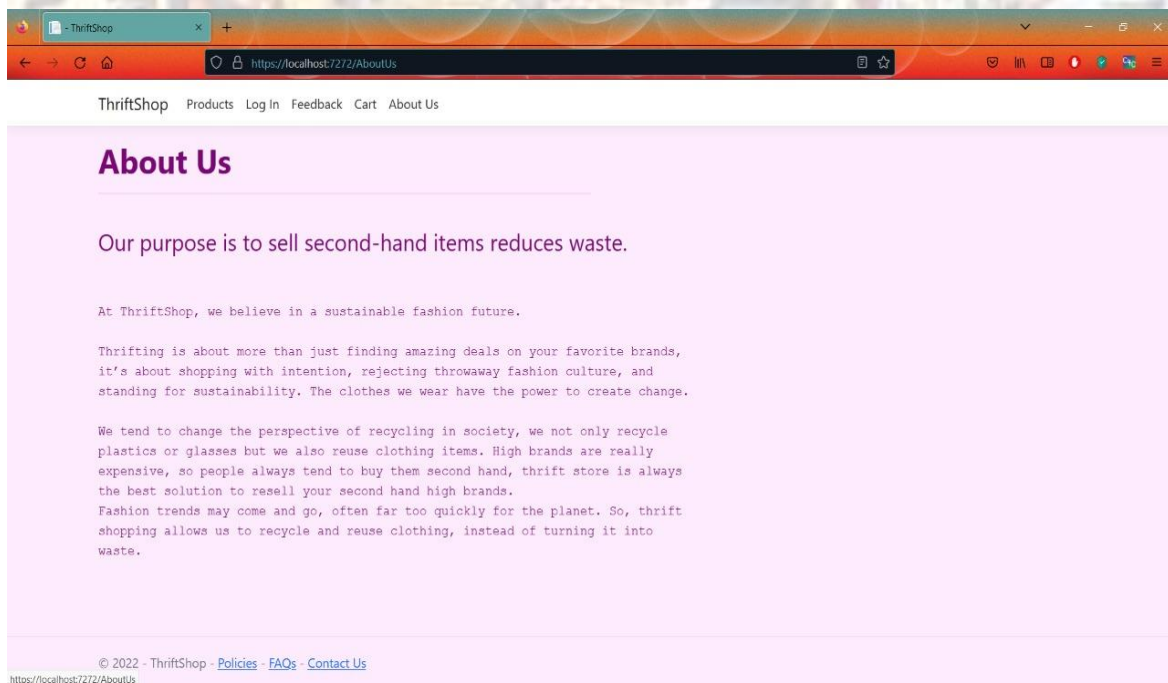 - ThriftShop
https://localhost:7272/AboutUs
ThriftShop Products Log In Feedback Cart About Us
About Us
Our purpose is to sell second-hand items reduces waste.
At ThriftShop, we believe in a sustainable fashion future.
Thrifting is about more than just finding amazing deals on your favorite brands,
it's about shopping with intention, rejecting throwaway fashion culture, and
standing for sustainability. The clothes we wear have the power to create change.
We tend to change the perspective of recycling in society, we not only recycle
plastics or glasses but we also reuse clothing items. High brands are really
expensive, so people always tend to buy them second hand, thrift store is always
the best solution to resell your second hand high brands.
Fashion trends may come and go, often far too quickly for the planet. So, thrift
shopping allows us to recycle and reuse clothing, instead of turning it into
waste.
© 2022 - ThriftShop - Policies - FAQs - Contact Us
https://localhost:7272/AboutUs